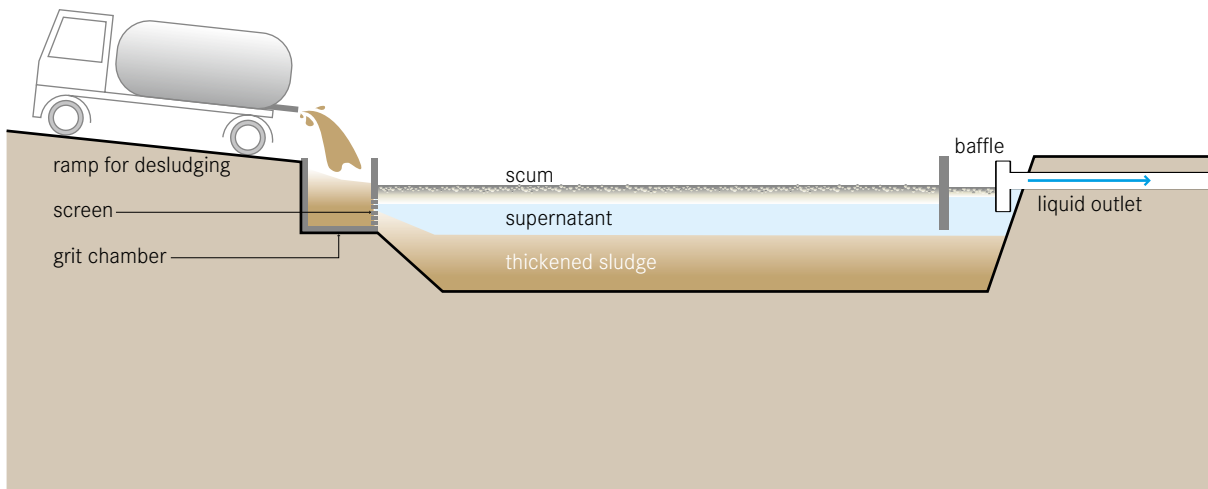 baffle
ramp for desludging
scum
screen
supernatant
liquid outlet
grit chamber
thickened sludge